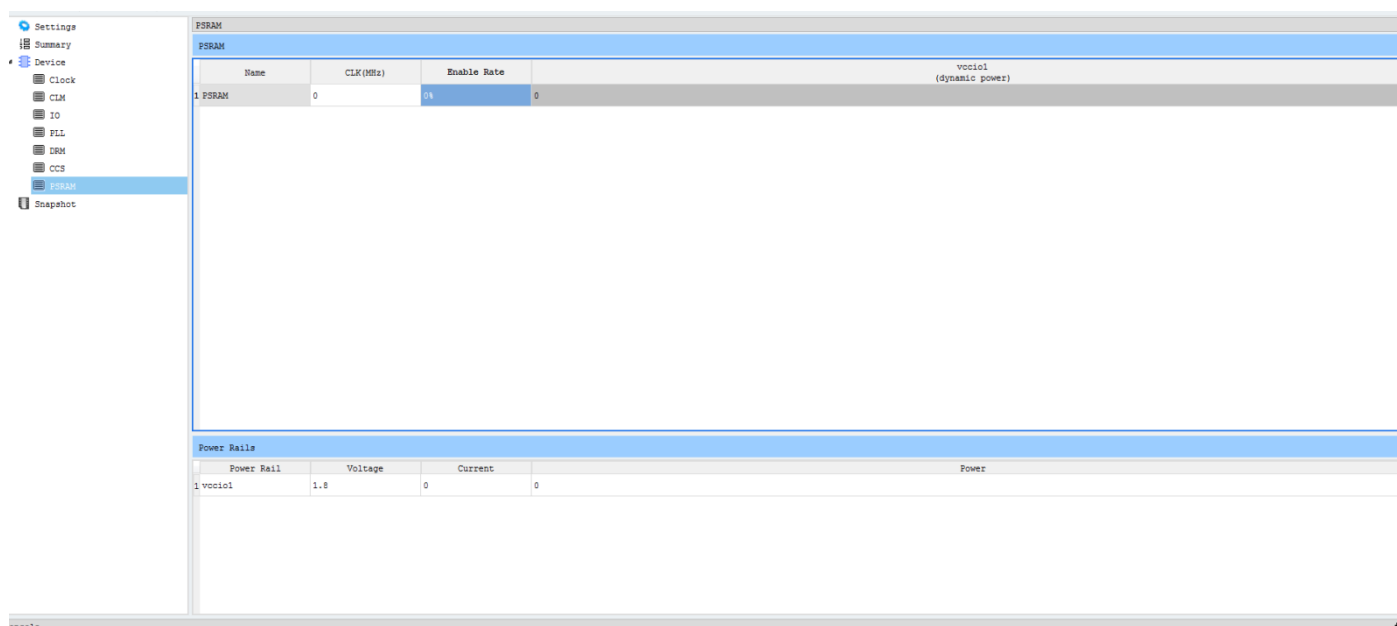 Settings
Summary
Device
Clock
CLM
IO
PLL
DRM
CCS
PSRAM
Snapshot
PSRAM
PSRAM
Name CLK(MHz) Enable Rate vccio1
(dynamic power)
1 PSRAM 0 0% 0
Power Rails
Power Rail Voltage Current Power
1 vccio1 1.8 0 0